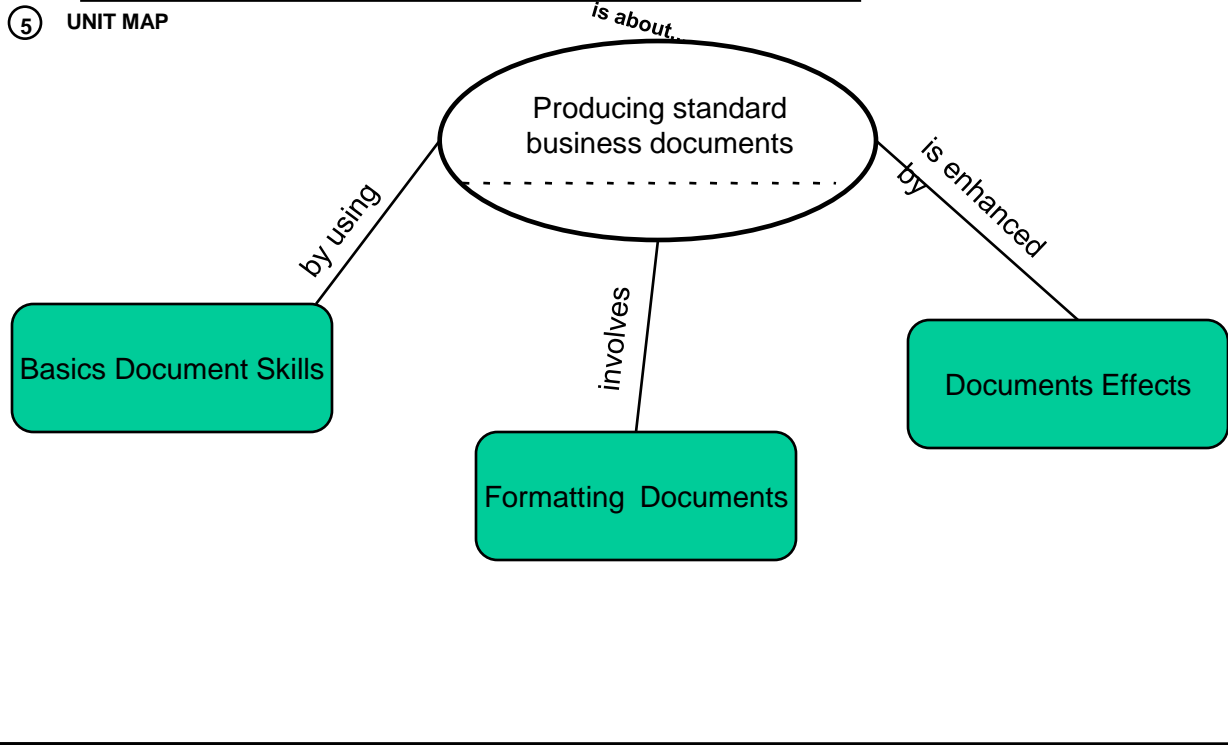 5 UNIT MAP
is about..
Producing standard
business documents
by using
is enhanced
by
involves
Basics Document Skills
Documents Effects
Formatting Documents